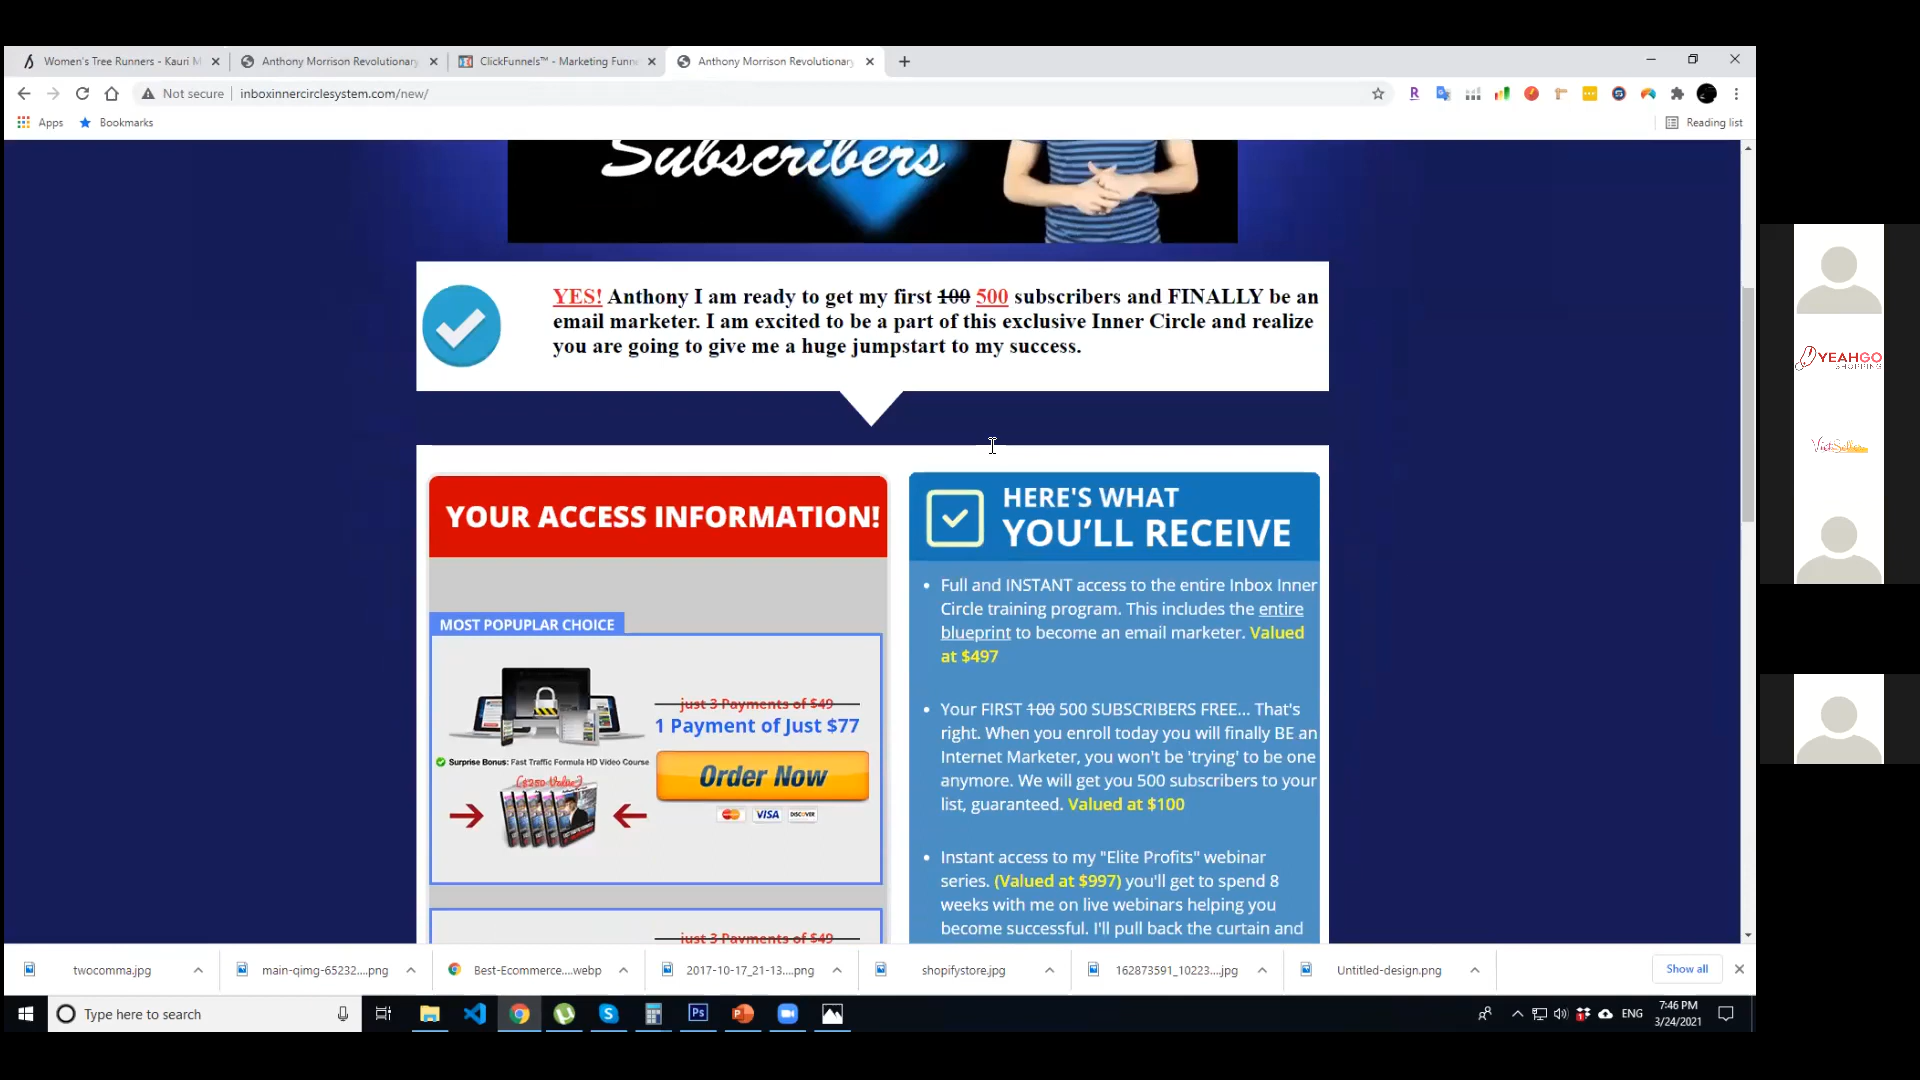 Women's Tree Runners - Kauri M
Anthony Morrison Revolutionary
ClickFunnels™ - Marketing Funne
Anthony Morrison Revolutionary
Not secure
inboxinnercirclesystem.com/new/
Apps
Bookmarks
Reading list
Subscribers
YES! Anthony I am ready to get my first 100 500 subscribers and FINALLY be an
email marketer. I am excited to be a part of this exclusive Inner Circle and realize
you are going to give me a huge jumpstart to my success.
YOUR ACCESS INFORMATION!
MOST POPUPLAR CHOICE
just 3 Payments of $49
1 Payment of Just $77
Surprise Bonus: Fast Traffic Formula HD Video Course
($250 Value)
Order Now
VISA
DISCOVER
just 3 Payments of $49
HERE'S WHAT
YOU'LL RECEIVE
Full and INSTANT access to the entire Inbox Inner
Circle training program. This includes the entire
blueprint to become an email marketer. Valued
at $497
Your FIRST 100 500 SUBSCRIBERS FREE... That's
right. When you enroll today you will finally BE an
Internet Marketer, you won't be 'trying' to be one
anymore. We will get you 500 subscribers to your
list, guaranteed. Valued at $100
Instant access to my "Elite Profits" webinar
series. (Valued at $997) you'll get to spend 8
weeks with me on live webinars helping you
become successful. I'll pull back the curtain and
YEAHGO
SHOPPING
twocomma.jpg
main-qimg-65232....png
Best-Ecommerce....webp
2017-10-17_21-13....png
shopifystore.jpg
162873591_10223....jpg
Untitled-design.png
Show all
Type here to search
ENG
7:46 PM
3/24/2021